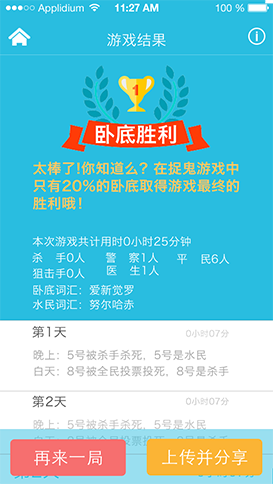 Applidium 11:27 AM 100 %
游戏结果
1
卧底胜利
太棒了!你知道么? 在捉鬼游戏中
只有20%的卧底取得游戏最终的
胜利哦!
本次游戏共计用时0小时25分钟
杀 手0人 警 察1人 平 民6人
狙击手0人 医 生1人
卧底词汇: 爱新觉罗
水民词汇: 努尔哈赤
第1天 0小时07分
晚上: 5号被杀手杀死, 5号是水民
白天: 8号被全民投票投死, 8号是杀手
第2天 0小时07分
晚上: 5号被杀手杀死, 5号是水民
再来一局 上传并分享